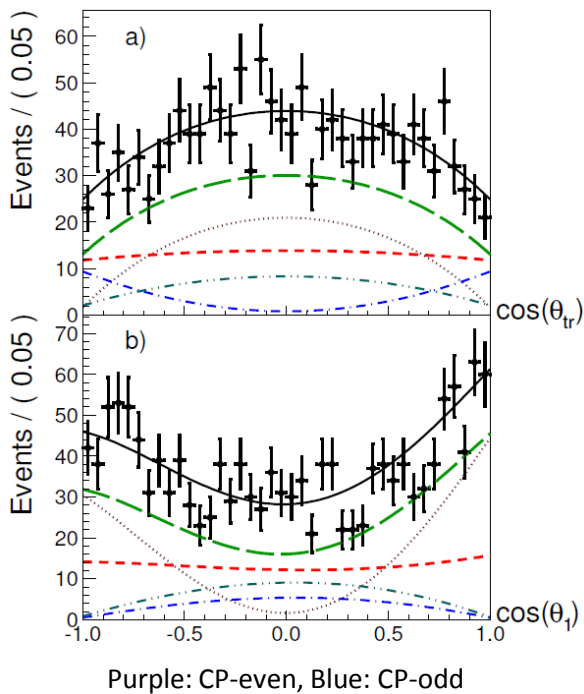 a)
Events / ( 0.05 )
60
50
40
30
20
10
0
cos(θtr)
b)
Events / ( 0.05 )
70
60
50
40
30
20
10
0
-1.0 -0.5 0.0 0.5 1.0
cos(θ1)
Purple: CP-even, Blue: CP-odd